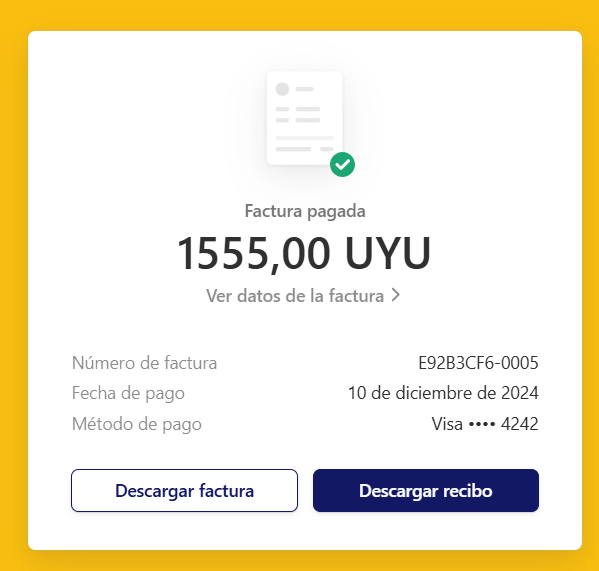 Factura pagada
1555,00 UYU
Ver datos de la factura >
Número de factura E92B3CF6-0005
Fecha de pago 10 de diciembre de 2024
Método de pago Visa •••• 4242
Descargar factura Descargar recibo